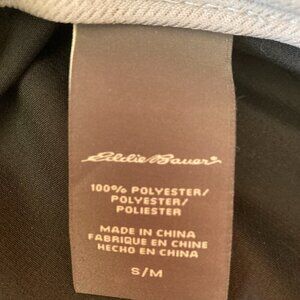 Eddie Bauer
100% POLYESTER/
POLYESTER/
POLIESTER
MADE IN CHINA
FABRIQUE EN CHINE
HECHO EN CHINA
S/M